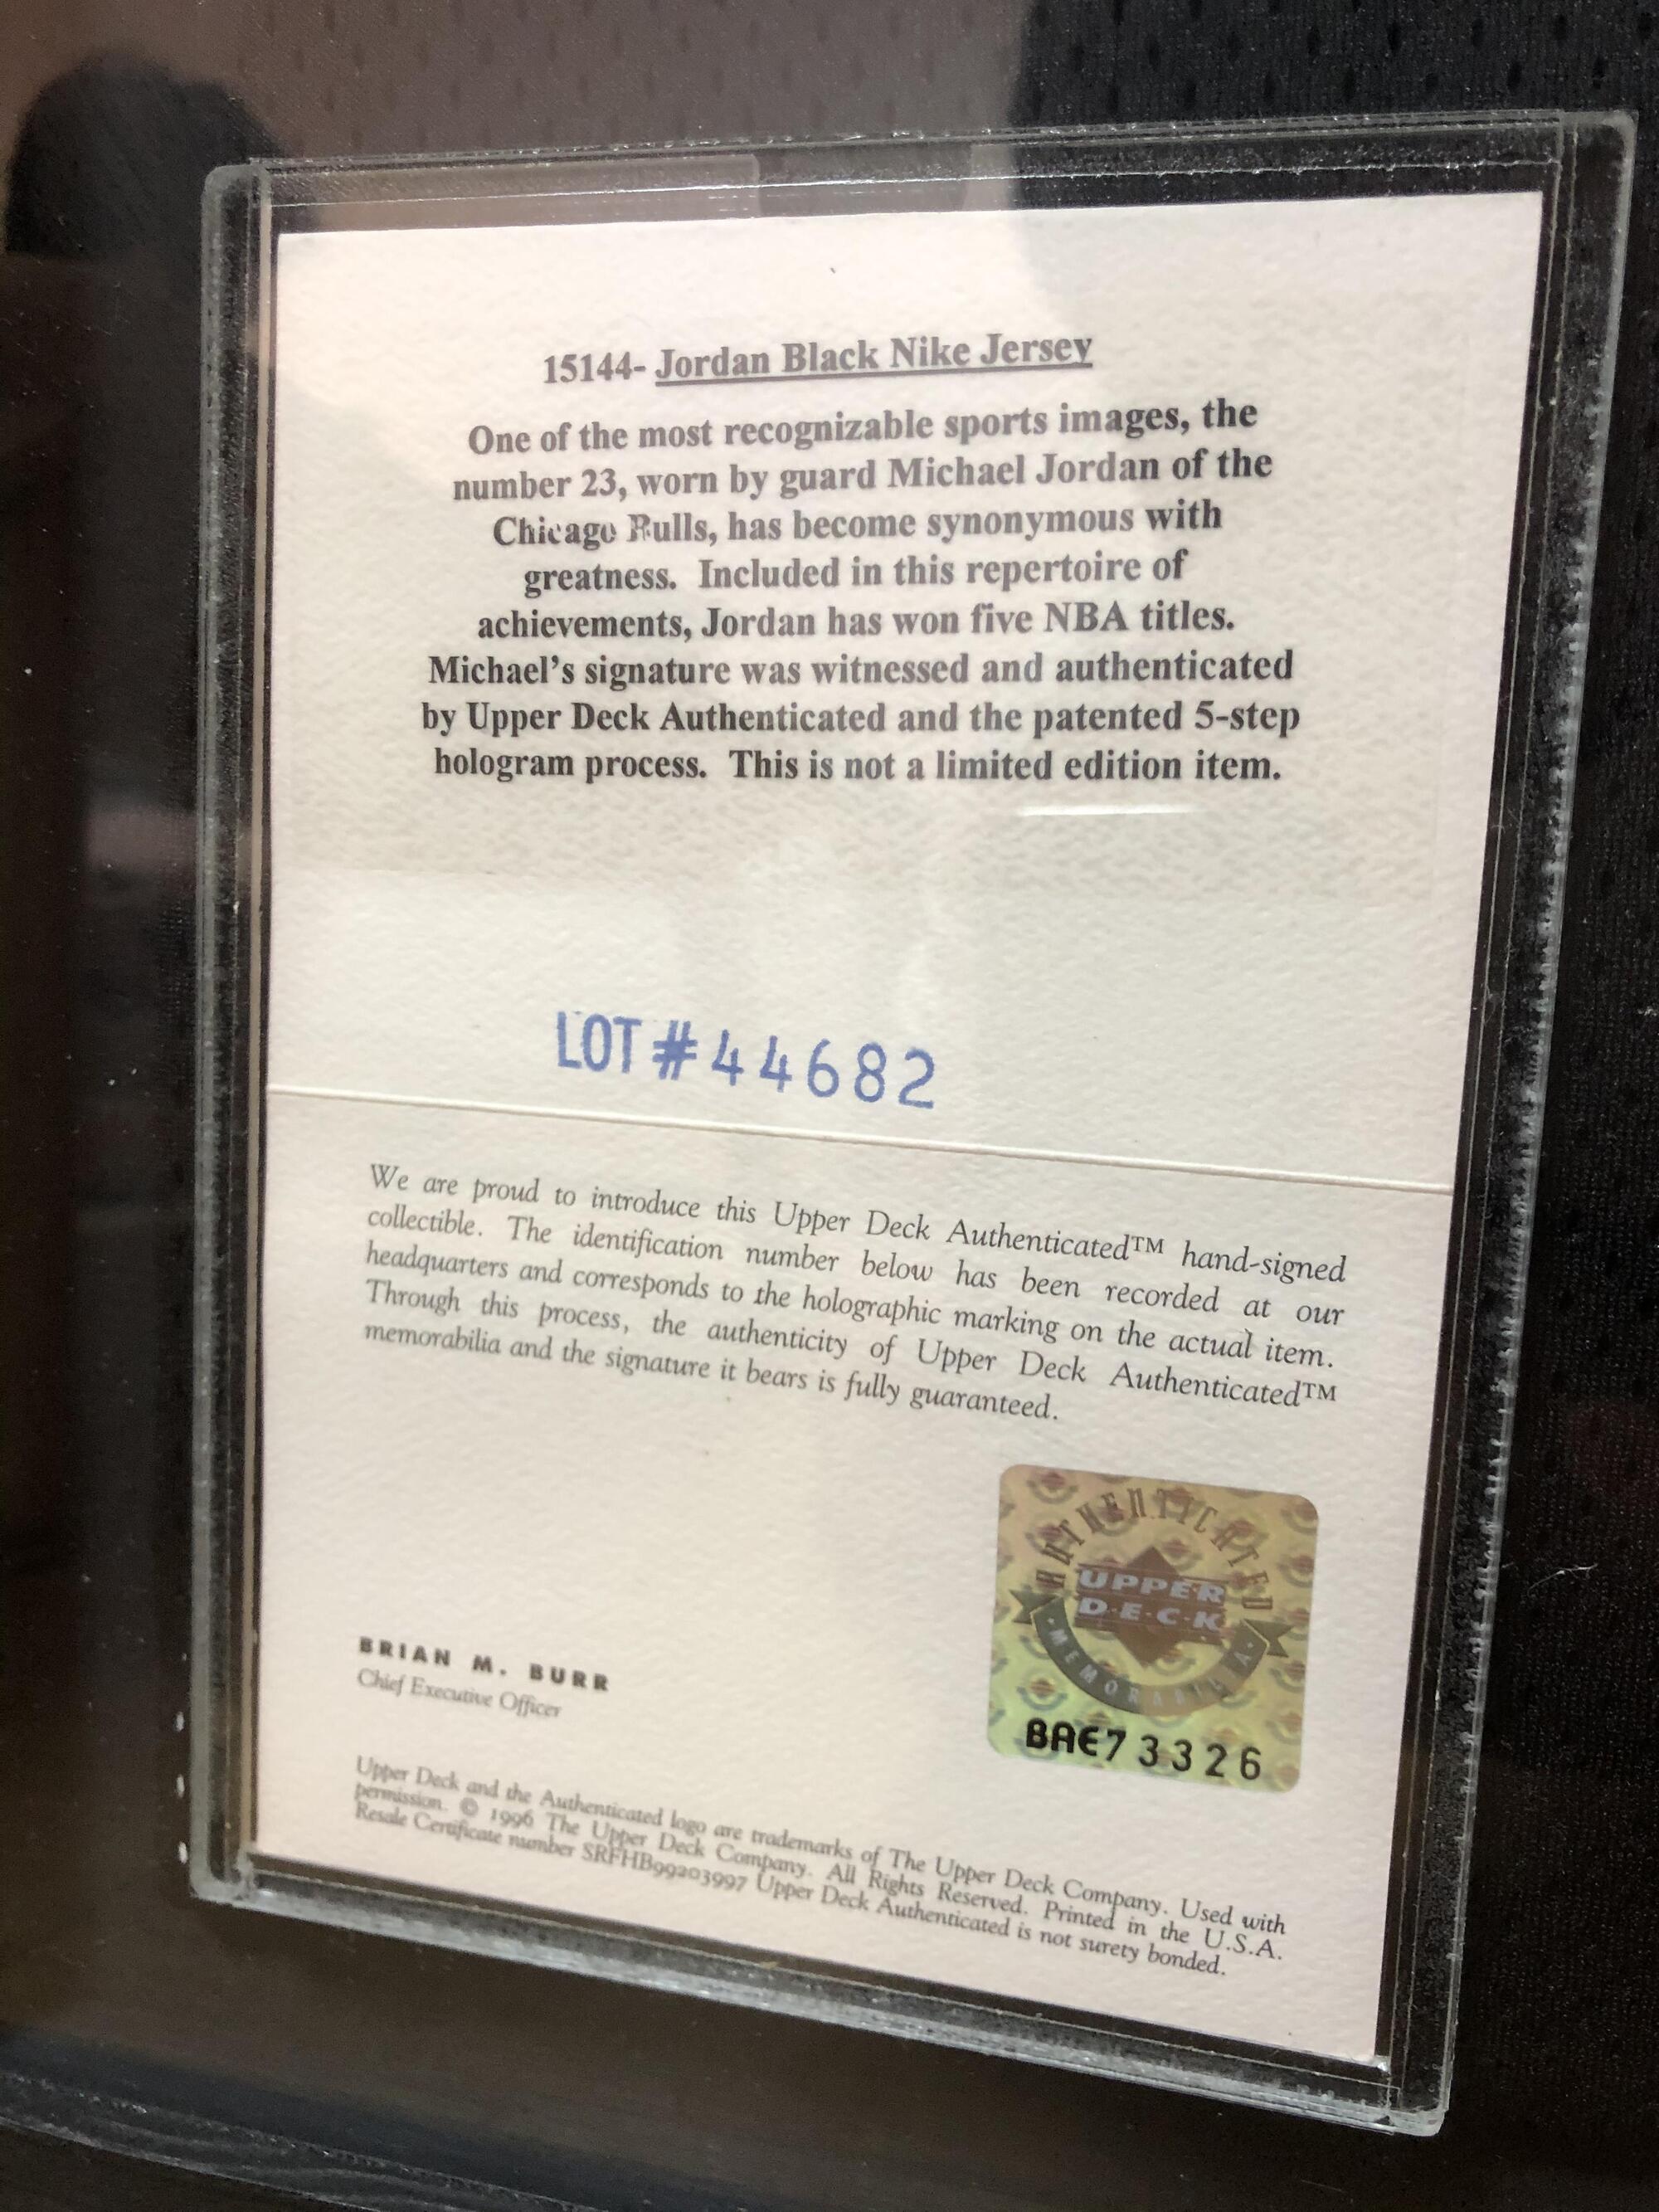 15144- Jordan Black Nike Jersey
One of the most recognizable sports images, the
number 23, worn by guard Michael Jordan of the
Chicago Bulls, has become synonymous with
greatness. Included in this repertoire of
achievements, Jordan has won five NBA titles.
Michael's signature was witnessed and authenticated
by Upper Deck Authenticated and the patented 5-step
hologram process. This is not a limited edition item.
LOT #44682
We are proud to introduce this Upper Deck Authenticated™ hand-signed
collectible. The identification number below has been recorded at our
headquarters and corresponds to the holographic marking on the actual item.
Through this process, the authenticity of Upper Deck Authenticated™
memorabilia and the signature it bears is fully guaranteed.
AUTHENTICATED
UPPER
D·E·C·K
·MEMORABILIA·
BAE73326
BRIAN M. BURR
Chief Executive Officer
Upper Deck and the Authenticated logo are trademarks of The Upper Deck Company. Used with
permission. © 1996 The Upper Deck Company. All Rights Reserved. Printed in the U.S.A.
Resale Certificate number SRFHB99203997 Upper Deck Authenticated is not surety bonded.